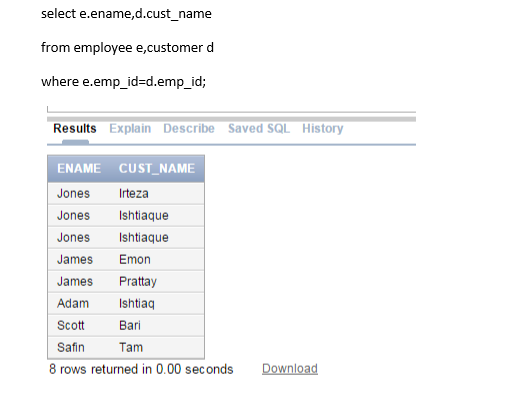 select e.ename,d.cust_name
from employee e,customer d
where e.emp_id=d.emp_id;
Results Explain Describe Saved SQL History
ENAME CUST_NAME
Jones Irteza
Jones Ishtiaque
Jones Ishtiaque
James Emon
James Prattay
Adam Ishtiaq
Scott Bari
Safin Tam
8 rows returned in 0.00 seconds Download